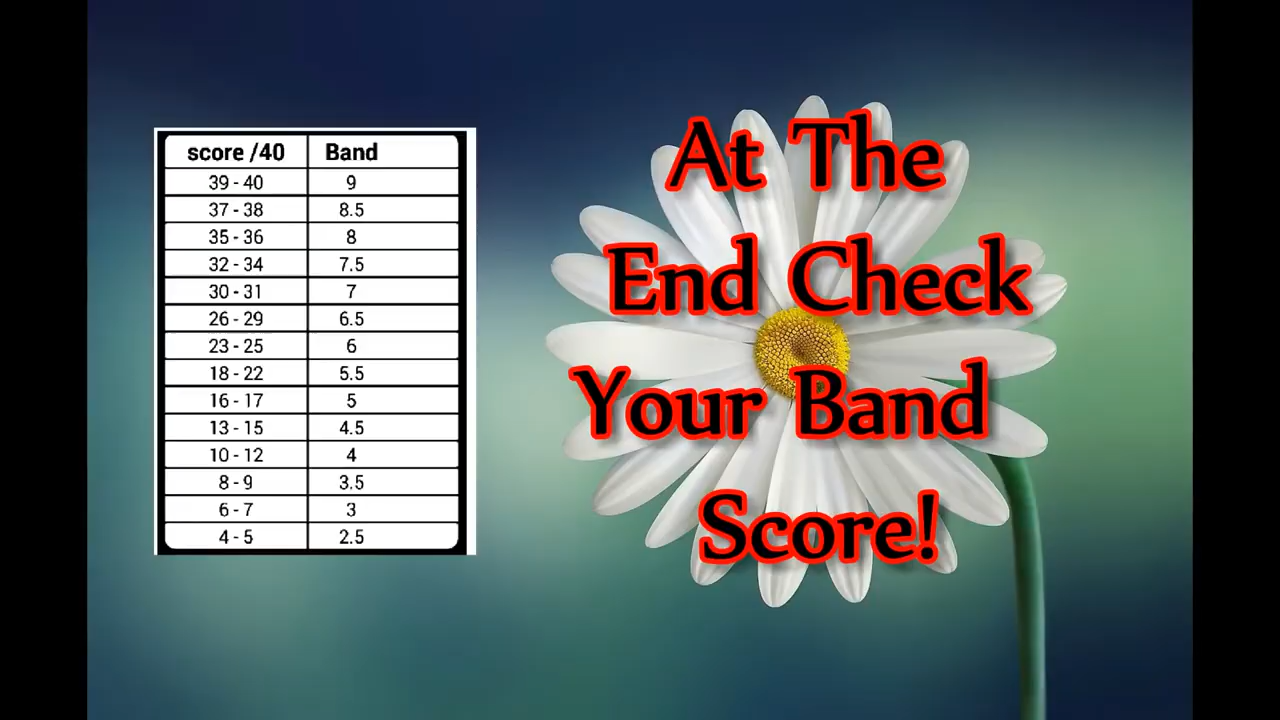 score /40 Band
39 - 40 9
37 - 38 8.5
35 - 36 8
32 - 34 7.5
30 - 31 7
26 - 29 6.5
23 - 25 6
18 - 22 5.5
16 - 17 5
13 - 15 4.5
10 - 12 4
8 - 9 3.5
6 - 7 3
4 - 5 2.5
At The
End Check
Your Band
Score!